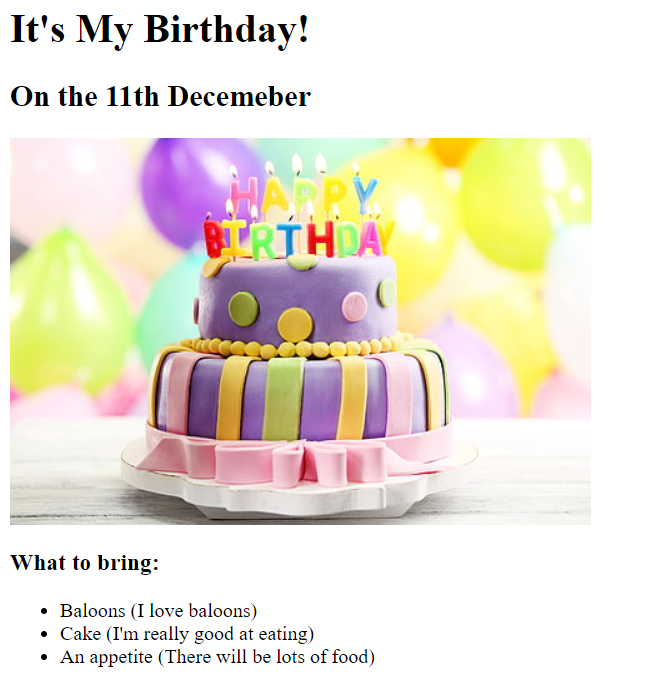 It's My Birthday!
On the 11th Decemeber
HAPPY
BIRTHDAY
What to bring:
Baloons (I love baloons)
Cake (I'm really good at eating)
An appetite (There will be lots of food)